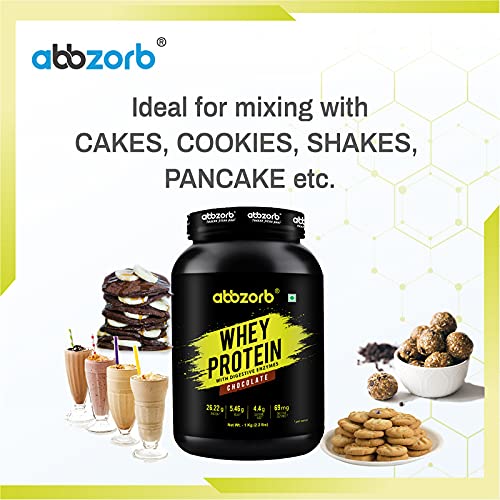 abbzorb®
Ideal for mixing with
CAKES, COOKIES, SHAKES,
PANCAKE etc.
abbzorb®
abbzorb®
WHEY
PROTEIN
WITH DIGESTIVE ENZYMES
CHOCOLATE
26.22g 5.46g 4.4g 69mg
Net Wt. - 1 Kg (2.2 lbs)